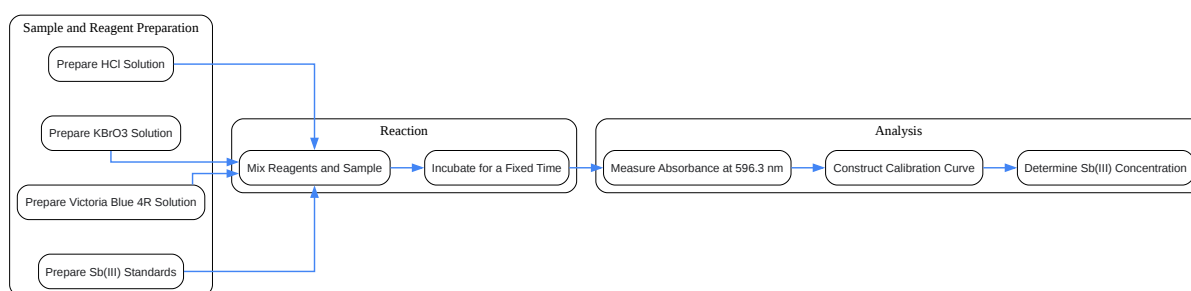 Sample and Reagent Preparation
Prepare HCl Solution
Prepare KBrO3 Solution
Prepare Victoria Blue 4R Solution
Prepare Sb(III) Standards
Reaction
Mix Reagents and Sample
Incubate for a Fixed Time
Analysis
Measure Absorbance at 596.3 nm
Construct Calibration Curve
Determine Sb(III) Concentration